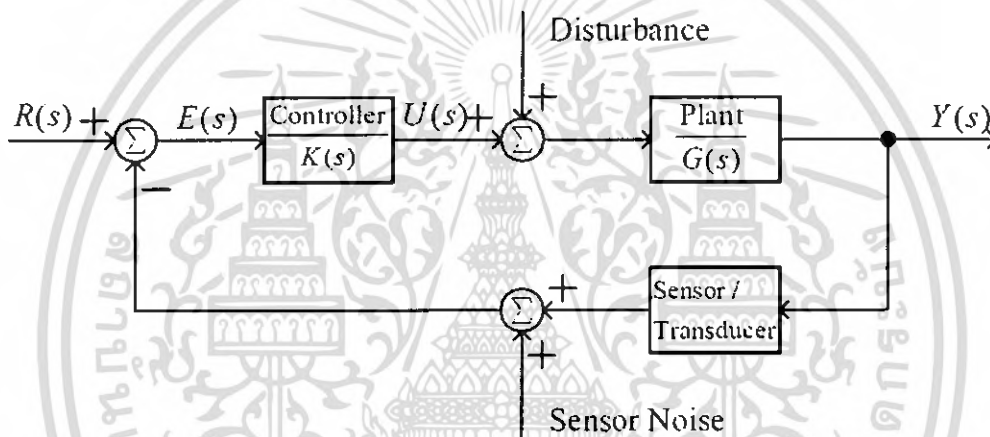 Disturbance
R(s) +
Σ
E(s)
Controller
K(s)
U(s) +
+
Σ
Plant
G(s)
Y(s)
−
Σ
+
Sensor /
Transducer
+
Sensor Noise